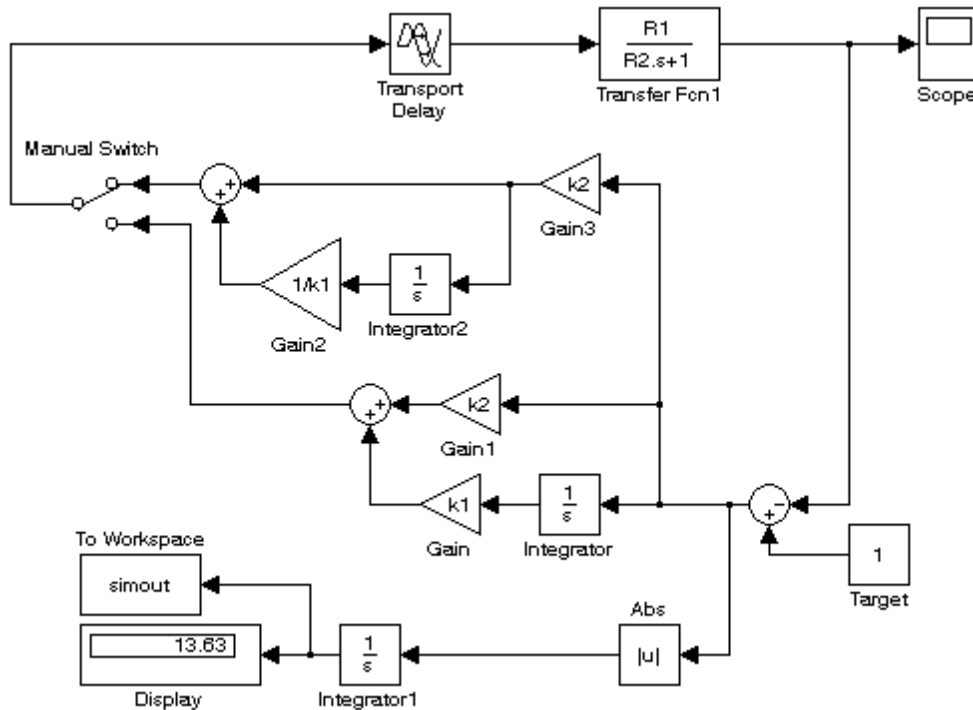 R1
R2.s+1
Transport
Delay
Transfer Fcn1
Scope
Manual Switch
+
+
k2
Gain3
1/k1
1
s
Gain2
Integrator2
+
+
k2
Gain1
k1
1
s
Gain
Integrator
+
−
1
Target
To Workspace
simout
Abs
13.63
1
s
|u|
Display
Integrator1